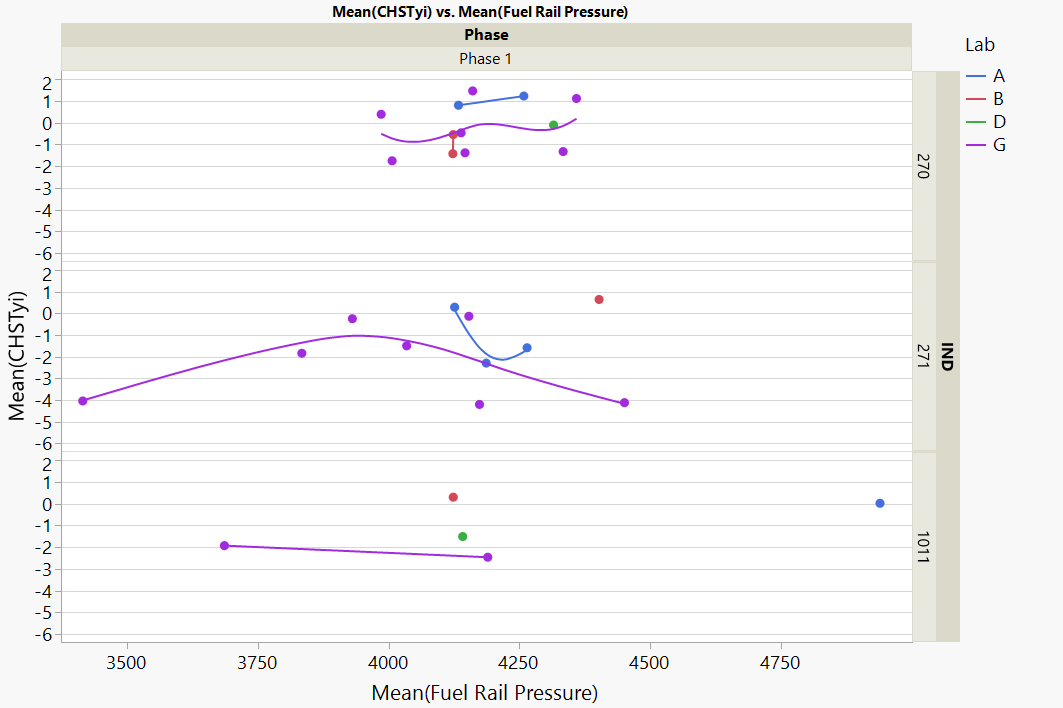 Mean(CHSTyi) vs. Mean(Fuel Rail Pressure)
Phase
Phase 1
Lab
A
B
D
G
2
1
0
-1
-2
-3
-4
-5
-6
270
2
1
0
-1
-2
-3
-4
-5
-6
271
2
1
0
-1
-2
-3
-4
-5
-6
1011
IND
Mean(CHSTyi)
3500 3750 4000 4250 4500 4750
Mean(Fuel Rail Pressure)